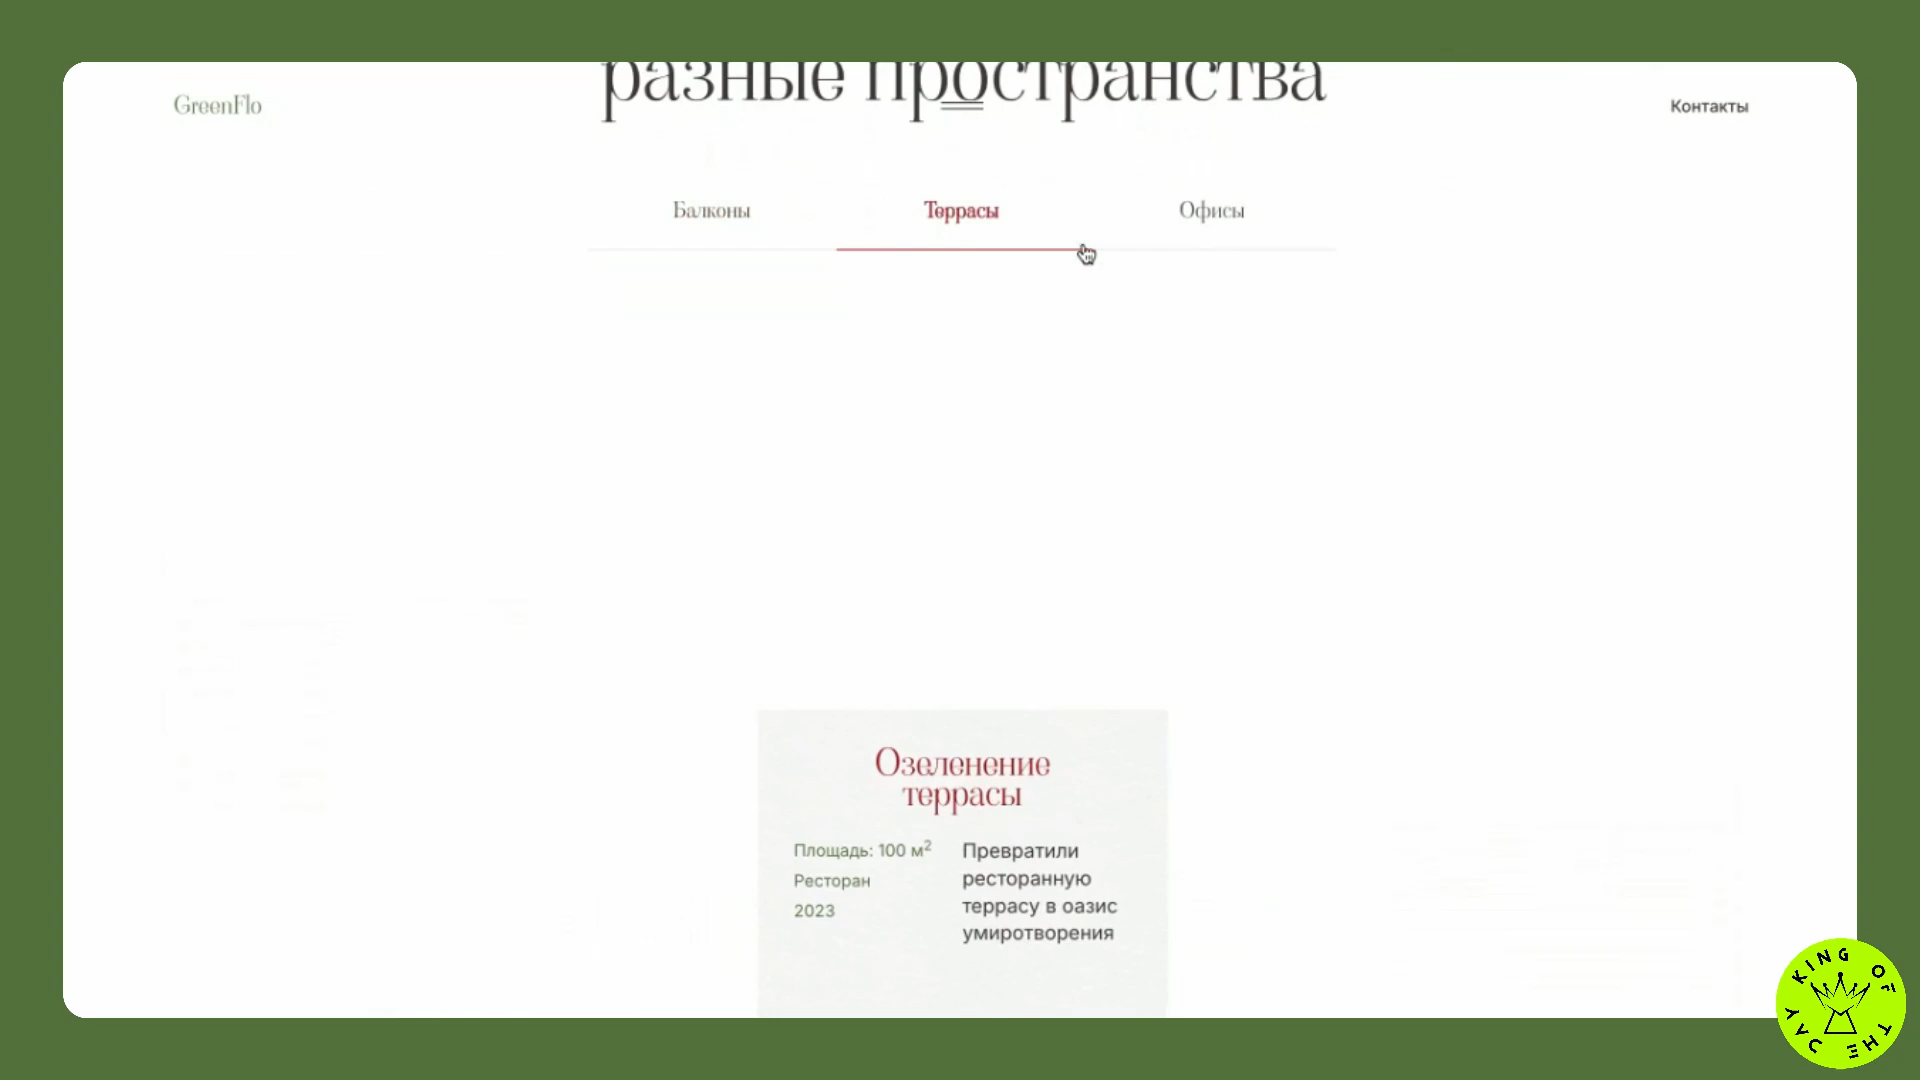 разные пространства
GreenFlo
Контакты
Балконы
Террасы
Офисы
Озеленение
террасы
Площадь: 100 м²
Ресторан
2023
Превратили
ресторанную
террасу в оазис
умиротворения
KING OF THE JAY